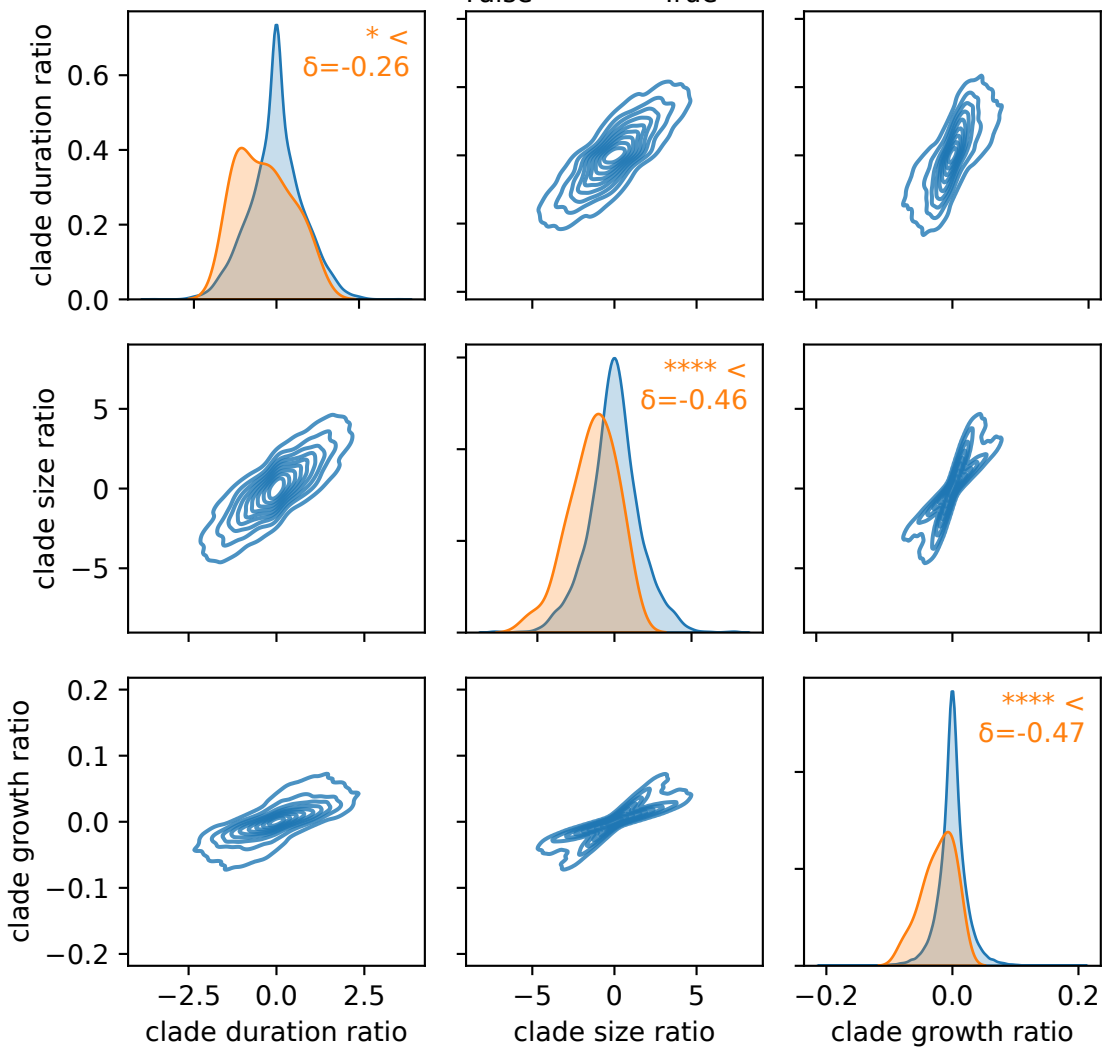 clade duration ratio
0.6
0.4
0.2
0.0
* <
δ=-0.26
clade size ratio
5
0
−5
**** <
δ=-0.46
clade growth ratio
0.2
0.1
0.0
−0.1
−0.2
**** <
δ=-0.47
−2.5 0.0 2.5
clade duration ratio
−5 0 5
clade size ratio
−0.2 0.0 0.2
clade growth ratio